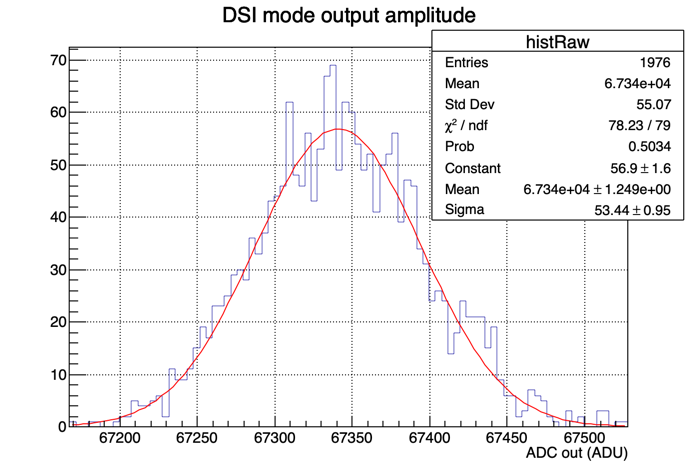 DSI mode output amplitude
histRaw
Entries 1976
Mean 6.734e+04
Std Dev 55.07
χ² / ndf 78.23 / 79
Prob 0.5034
Constant 56.9 ± 1.6
Mean 6.734e+04 ± 1.249e+00
Sigma 53.44 ± 0.95
70
60
50
40
30
20
10
0
67200 67250 67300 67350 67400 67450 67500
ADC out (ADU)